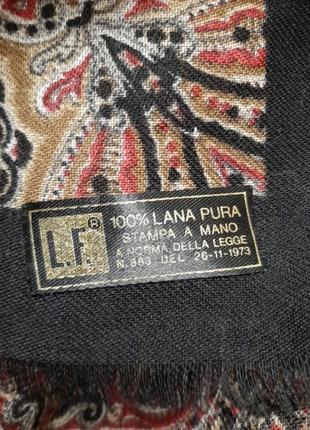 L.F.®
100% LANA PURA
STAMPA A MANO
A NORMA DELLA LEGGE
N. 883 DEL 26-11-1973